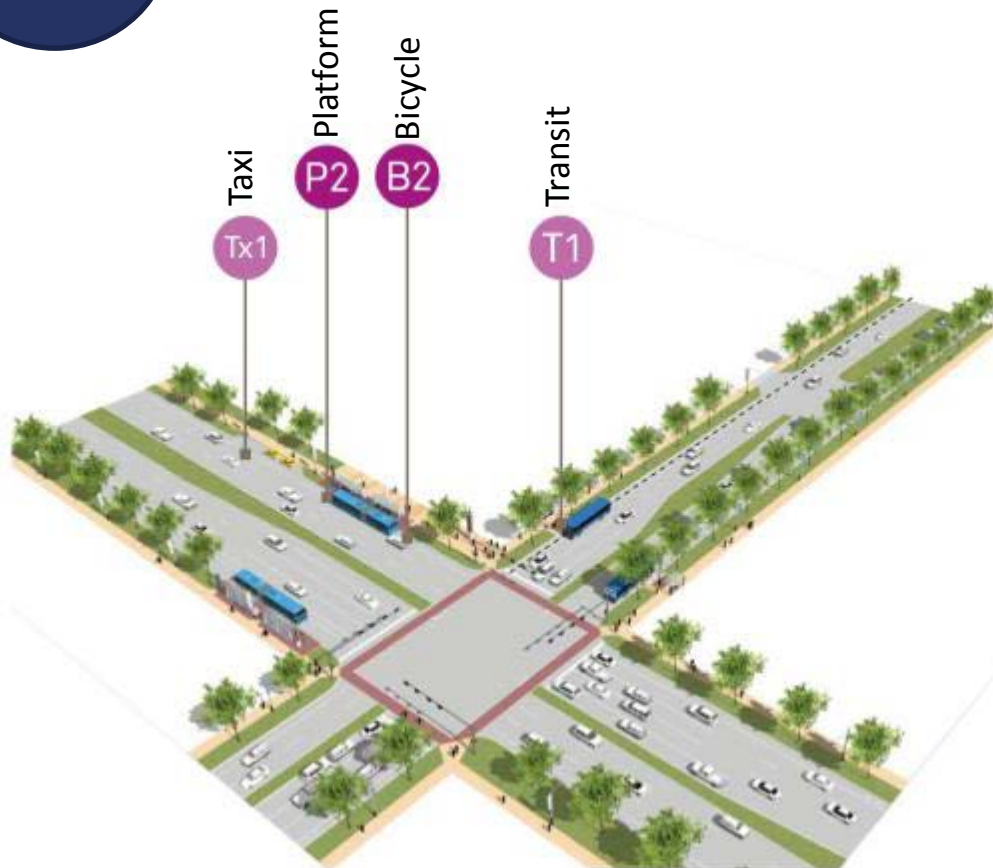 Taxi
Platform
Bicycle
Transit
Tx1
P2
B2
T1